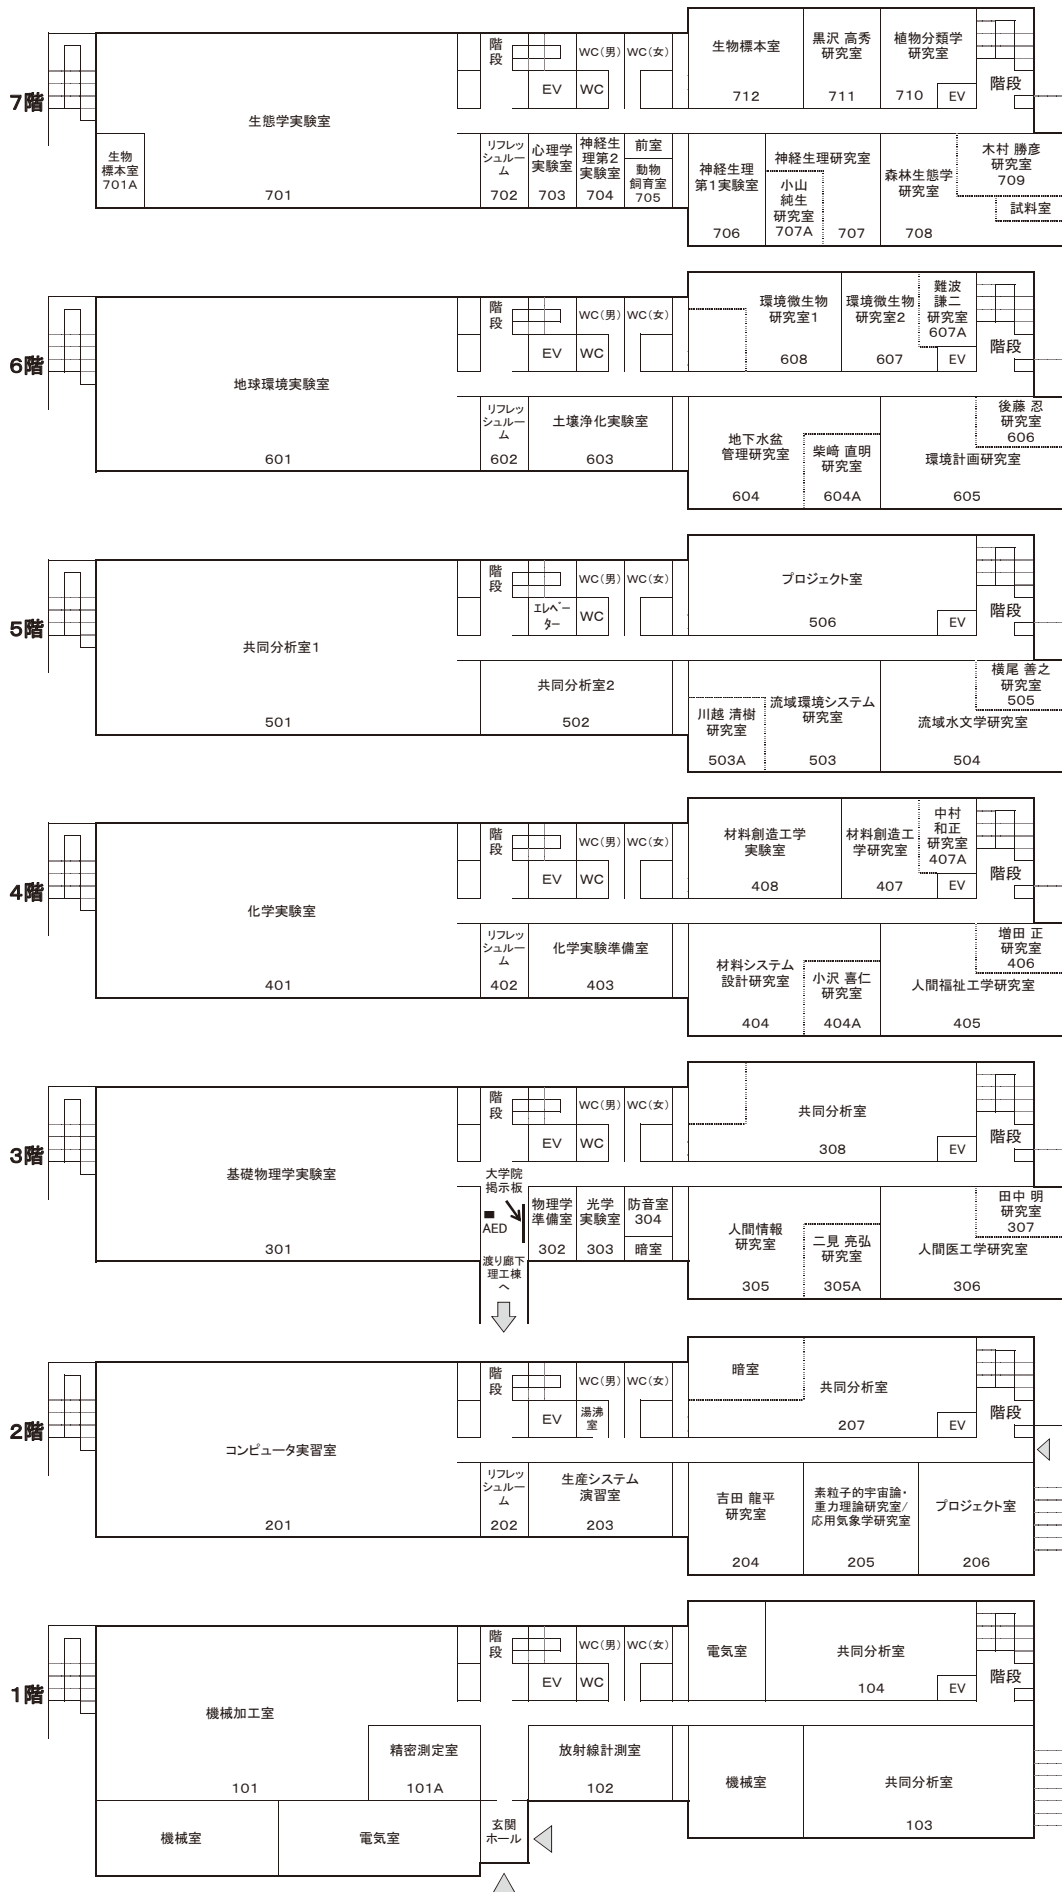 7階
階
段
WC(男)
WC(女)
EV
WC
生態学実験室
701
生物
標本室
701A
リフレッ
シュルー
ム
702
心理学
実験室
703
神経生
理第2
実験室
704
前室
動物
飼育室
705
生物標本室
712
黒沢 高秀
研究室
711
植物分類学
研究室
710
EV
階段
神経生理
第1実験室
706
神経生理研究室
小山
純生
研究室
707A
707
森林生態学
研究室
708
木村 勝彦
研究室
709
試料室
6階
階
段
WC(男)
WC(女)
EV
WC
地球環境実験室
601
リフレッ
シュルー
ム
602
土壌浄化実験室
603
環境微生物
研究室1
608
環境微生物
研究室2
607
難波
謙二
研究室
607A
EV
階段
地下水盆
管理研究室
604
柴﨑 直明
研究室
604A
後藤 忍
研究室
606
環境計画研究室
605
5階
階
段
WC(男)
WC(女)
エレベー
ター
WC
共同分析室1
501
共同分析室2
502
プロジェクト室
506
EV
階段
川越 清樹
研究室
503A
流域環境システム
研究室
503
横尾 善之
研究室
505
流域水文学研究室
504
4階
階
段
WC(男)
WC(女)
EV
WC
化学実験室
401
リフレッ
シュルー
ム
402
化学実験準備室
403
材料創造工学
実験室
408
材料創造工
学研究室
407
中村
和正
研究室
407A
EV
階段
材料システム
設計研究室
404
小沢 喜仁
研究室
404A
増田 正
研究室
406
人間福祉工学研究室
405
3階
階
段
WC(男)
WC(女)
EV
WC
基礎物理学実験室
301
大学院
掲示板
AED
渡り廊下
理工棟
へ
物理学
準備室
302
光学
実験室
303
防音室
304
暗室
共同分析室
308
EV
階段
人間情報
研究室
305
二見 亮弘
研究室
305A
田中 明
研究室
307
人間医工学研究室
306
2階
階
段
WC(男)
WC(女)
EV
湯沸
室
コンピュータ実習室
201
リフレッ
シュルー
ム
202
生産システム
演習室
203
暗室
共同分析室
207
EV
階段
吉田 龍平
研究室
204
素粒子的宇宙論・
重力理論研究室/
応用気象学研究室
205
プロジェクト室
206
1階
階
段
WC(男)
WC(女)
EV
WC
機械加工室
101
精密測定室
101A
放射線計測室
102
機械室
電気室
玄関
ホール
電気室
共同分析室
104
EV
階段
機械室
共同分析室
103